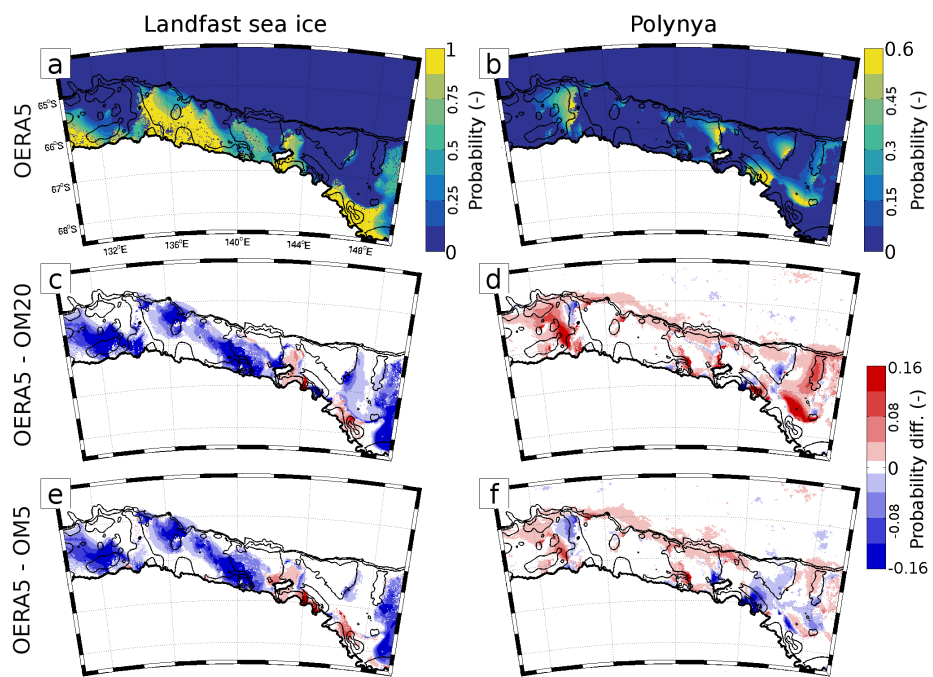 Landfast sea ice
Polynya
a
b
OERA5
65°S
66°S
67°S
68°S
132°E
136°E
140°E
144°E
148°E
1
0.75
0.5
0.25
0
Probability (-)
0.6
0.45
0.3
0.15
0
Probability (-)
c
d
OERA5 - OM20
0.16
0.08
0
-0.08
-0.16
Probability diff. (-)
e
f
OERA5 - OM5